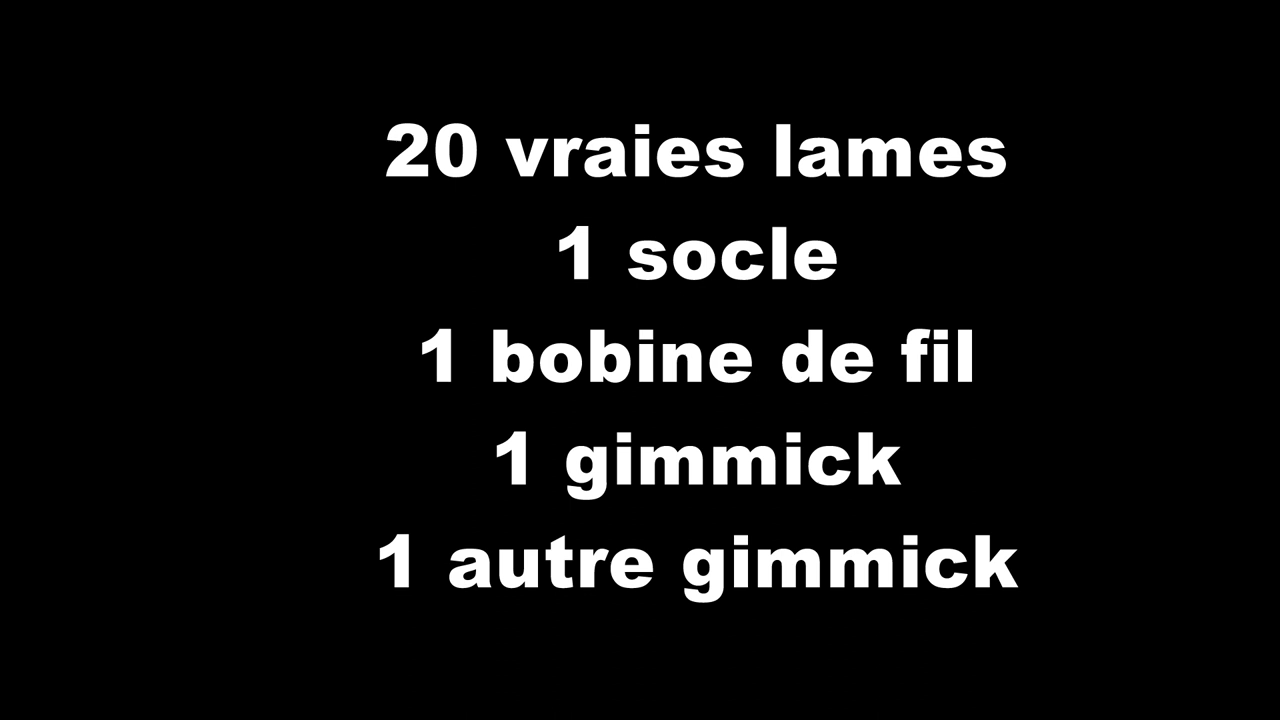 20 vraies lames
1 socle
1 bobine de fil
1 gimmick
1 autre gimmick